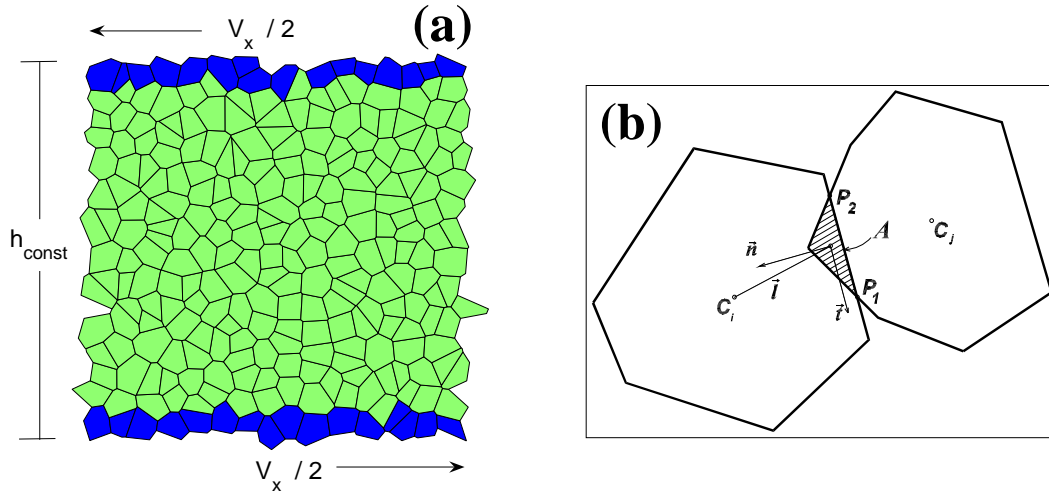 V_x / 2
(a)
h_const
V_x / 2
(b)
P_2
A
C_j
n⃗
l⃗
P_1
C_i
t⃗